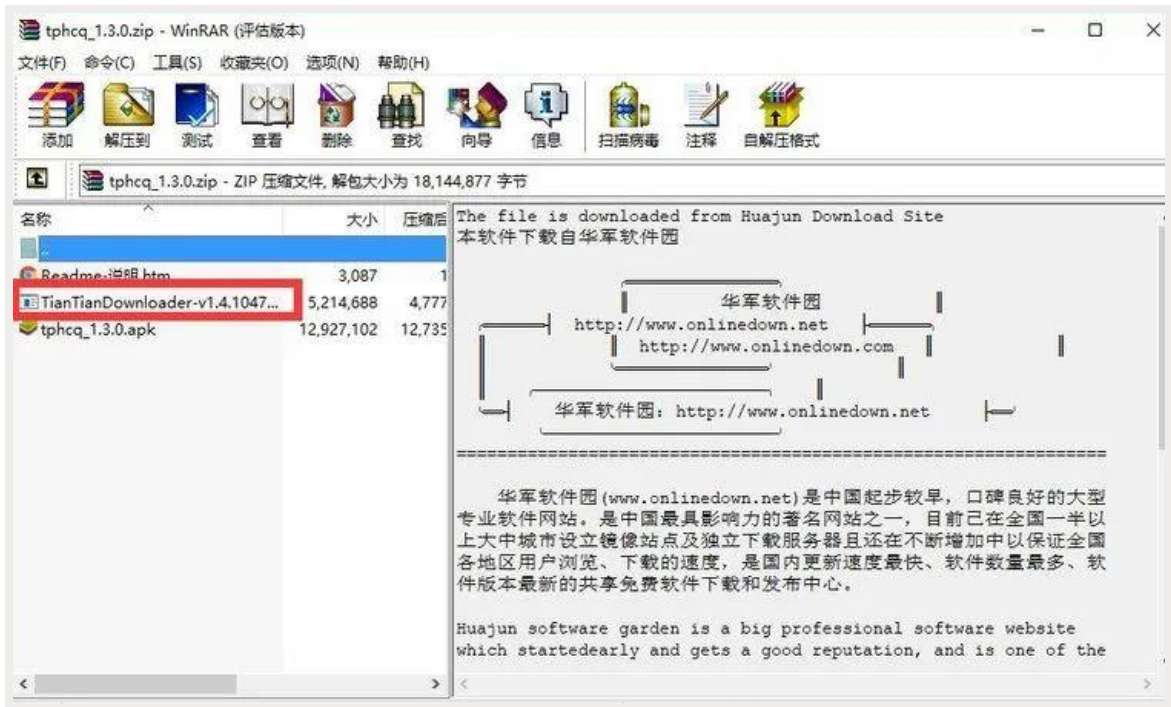 tphcq_1.3.0.zip - WinRAR (评估版本)
文件(F) 命令(C) 工具(S) 收藏夹(O) 选项(N) 帮助(H)
添加 解压到 测试 查看 删除 查找 向导 信息 扫描病毒 注释 自解压格式
tphcq_1.3.0.zip - ZIP 压缩文件, 解包大小为 18,144,877 字节
名称 大小 压缩后
..
Readme-说明.htm 3,087 1
TianTianDownloader-v1.4.1047... 5,214,688 4,777
tphcq_1.3.0.apk 12,927,102 12,735
The file is downloaded from Huajun Download Site
本软件下载自华军软件园
华军软件园
http://www.onlinedown.net
http://www.onlinedown.com
华军软件园: http://www.onlinedown.net
华军软件园(www.onlinedown.net)是中国起步较早, 口碑良好的大型
专业软件网站。是中国最具影响力的著名网站之一, 目前己在全国一半以
上大中城市设立镜像站点及独立下载服务器且还在不断增加中以保证全国
各地区用户浏览、下载的速度, 是国内更新速度最快、软件数量最多、软
件版本最新的共享免费软件下载和发布中心。
Huajun software garden is a big professional software website
which startedearly and gets a good reputation, and is one of the